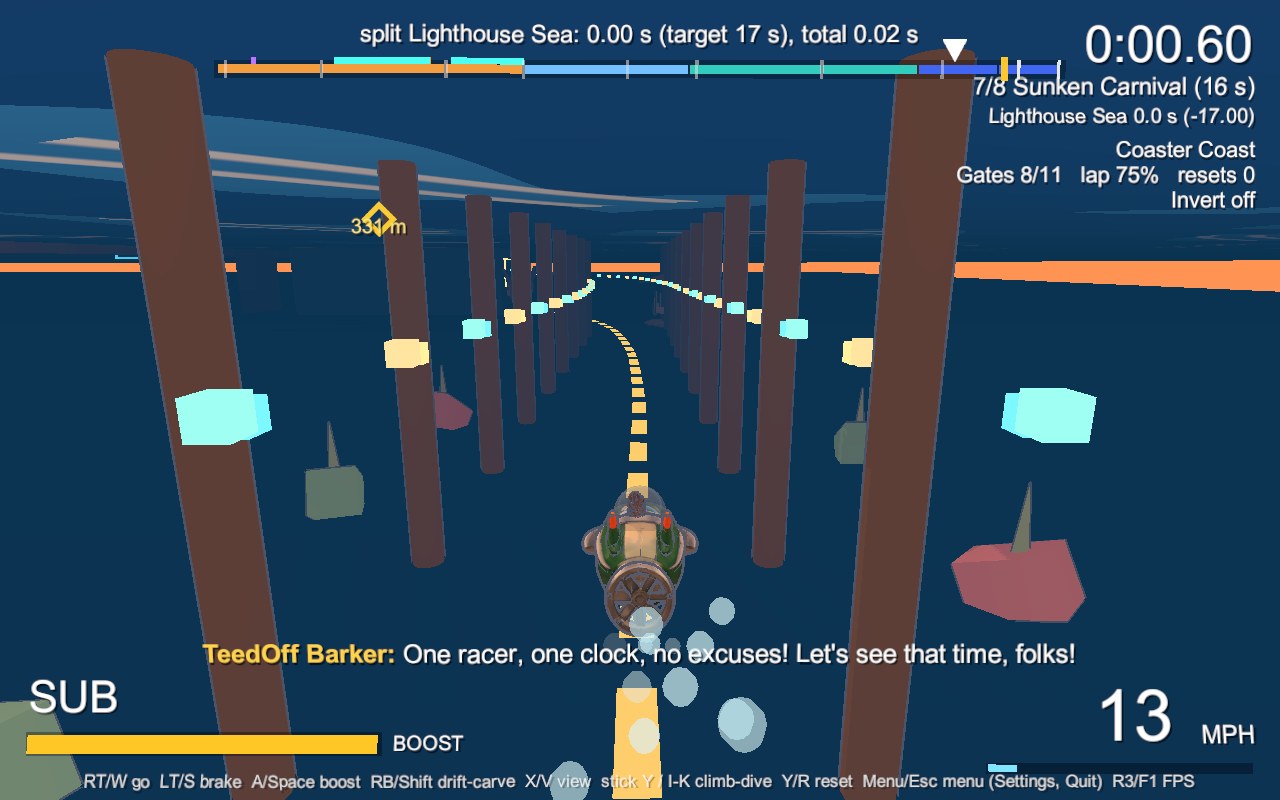 split Lighthouse Sea: 0.00 s (target 17 s), total 0.02 s
0:00.60
7/8 Sunken Carnival (16 s)
Lighthouse Sea 0.0 s (-17.00)
Coaster Coast
Gates 8/11 lap 75% resets 0
Invert off
331 m
TeedOff Barker: One racer, one clock, no excuses! Let's see that time, folks!
SUB
BOOST
13 MPH
RT/W go LT/S brake A/Space boost RB/Shift drift-carve X/V view stick Y / I-K climb-dive Y/R reset Menu/Esc menu (Settings, Quit) R3/F1 FPS